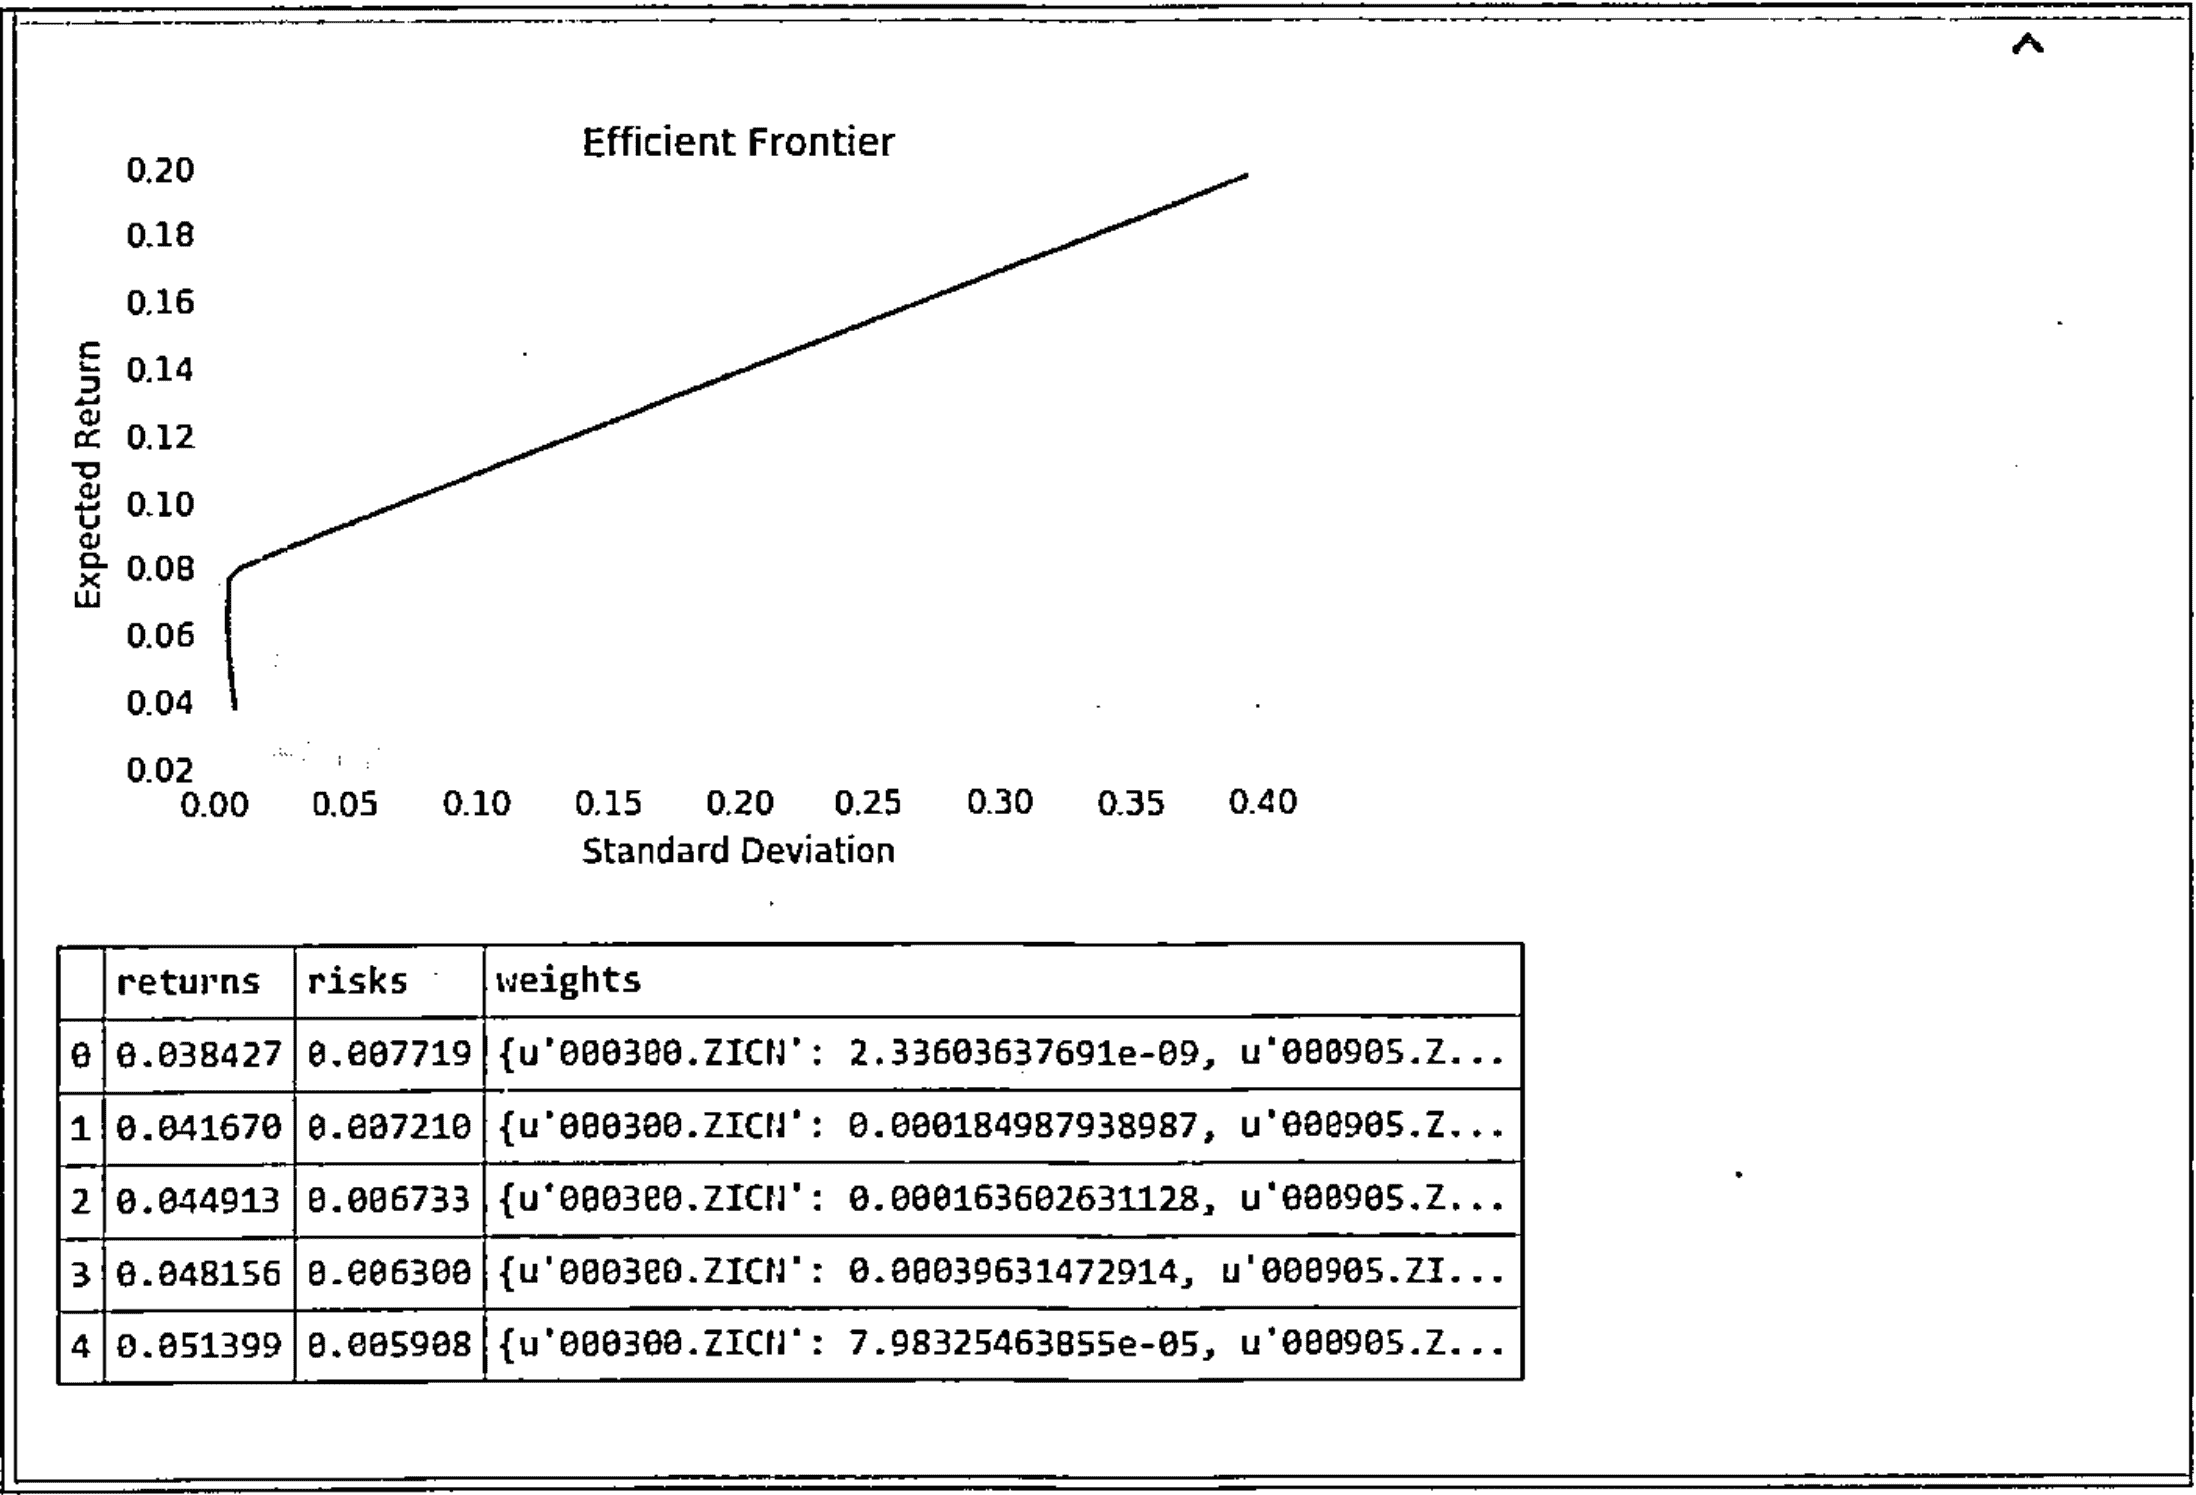 Efficient Frontier
0.20
0.18
0.16
0.14
0.12
0.10
0.08
0.06
0.04
0.02
Expected Return
0.00 0.05 0.10 0.15 0.20 0.25 0.30 0.35 0.40
Standard Deviation
returns risks weights
0 0.038427 0.007719 {u'000300.ZICN': 2.33603637691e-09, u'000905.Z...
1 0.041670 0.007210 {u'000300.ZICN': 0.000184987938987, u'000905.Z...
2 0.044913 0.006733 {u'000300.ZICN': 0.000163602631128, u'000905.Z...
3 0.048156 0.006300 {u'000300.ZICN': 0.00039631472914, u'000905.ZI...
4 0.051399 0.005908 {u'000300.ZICN': 7.98325463855e-05, u'000905.Z...